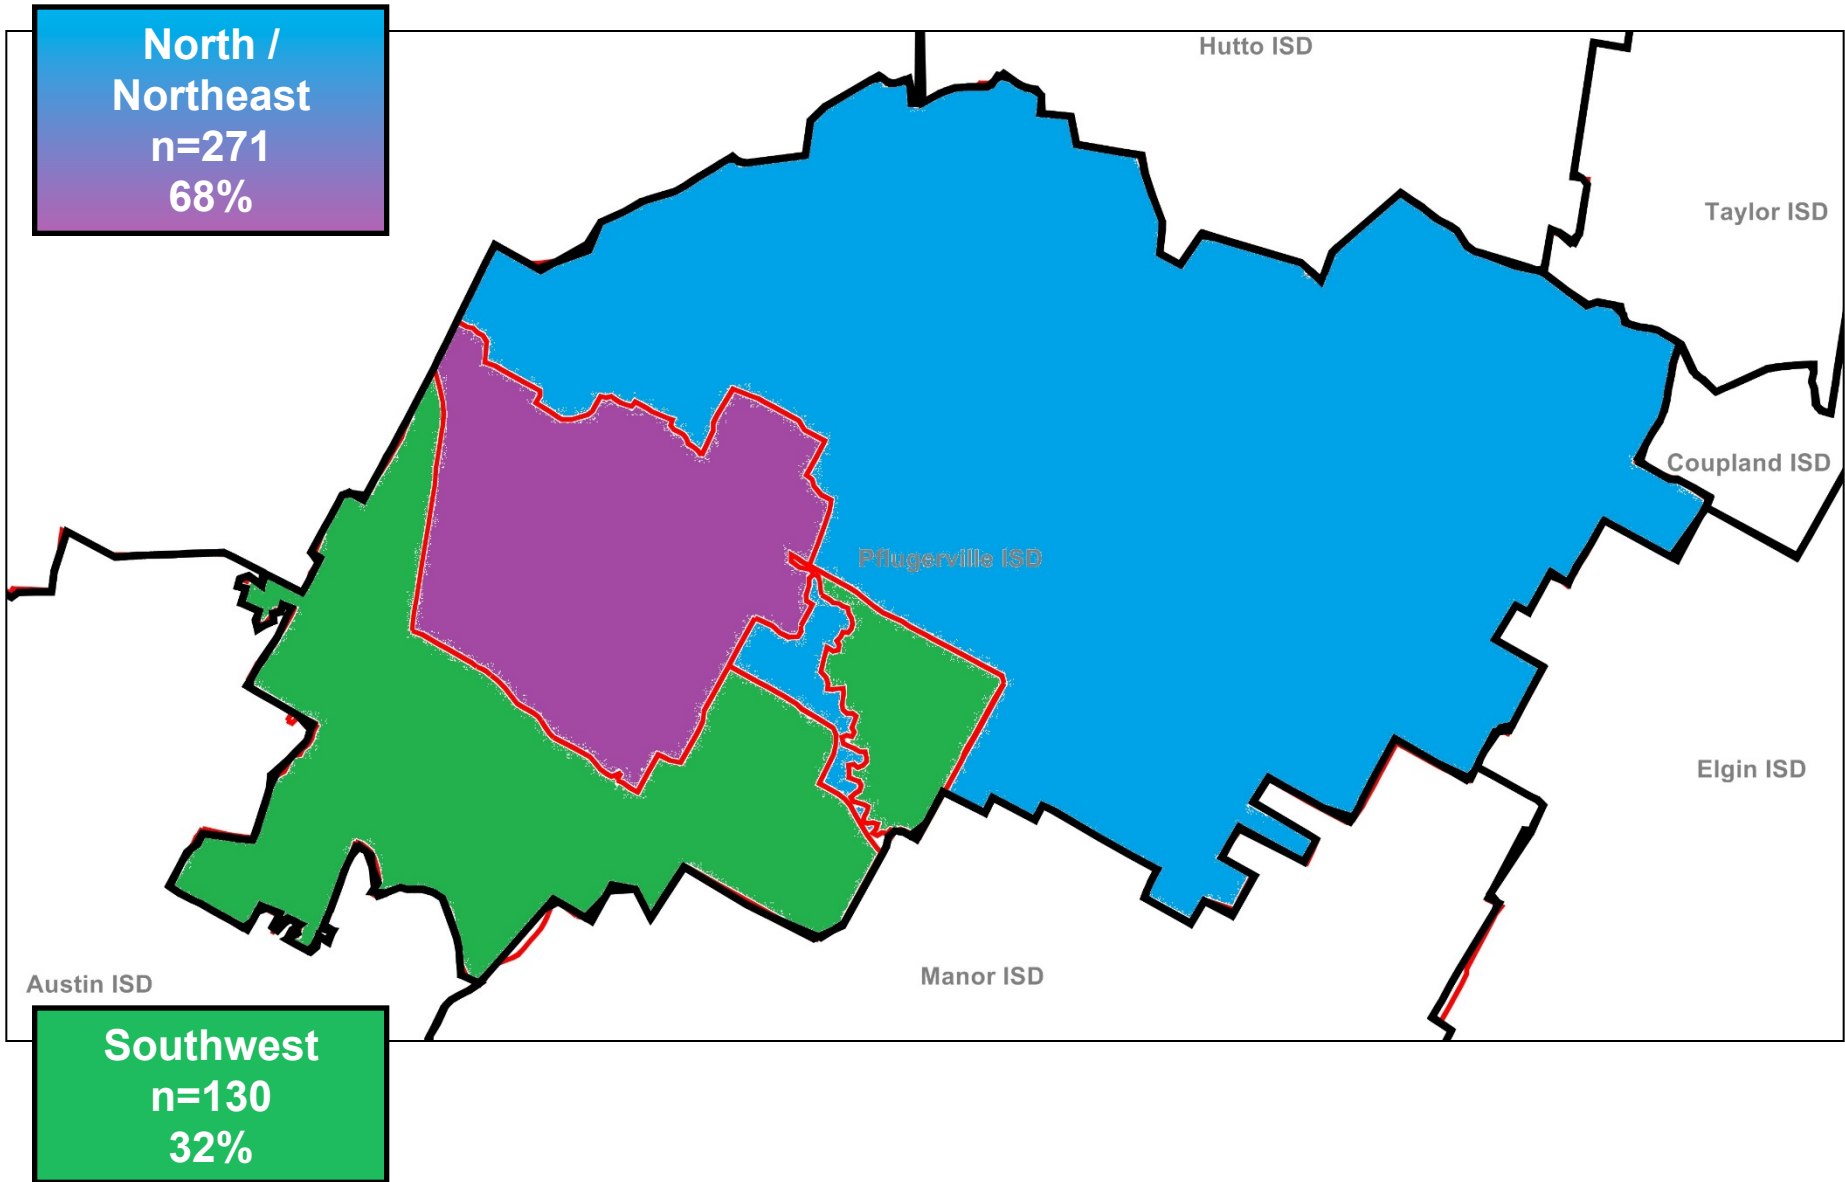 North /
Northeast
n=271
68%
Hutto ISD
Taylor ISD
Coupland ISD
Pflugerville ISD
Elgin ISD
Austin ISD
Manor ISD
Southwest
n=130
32%